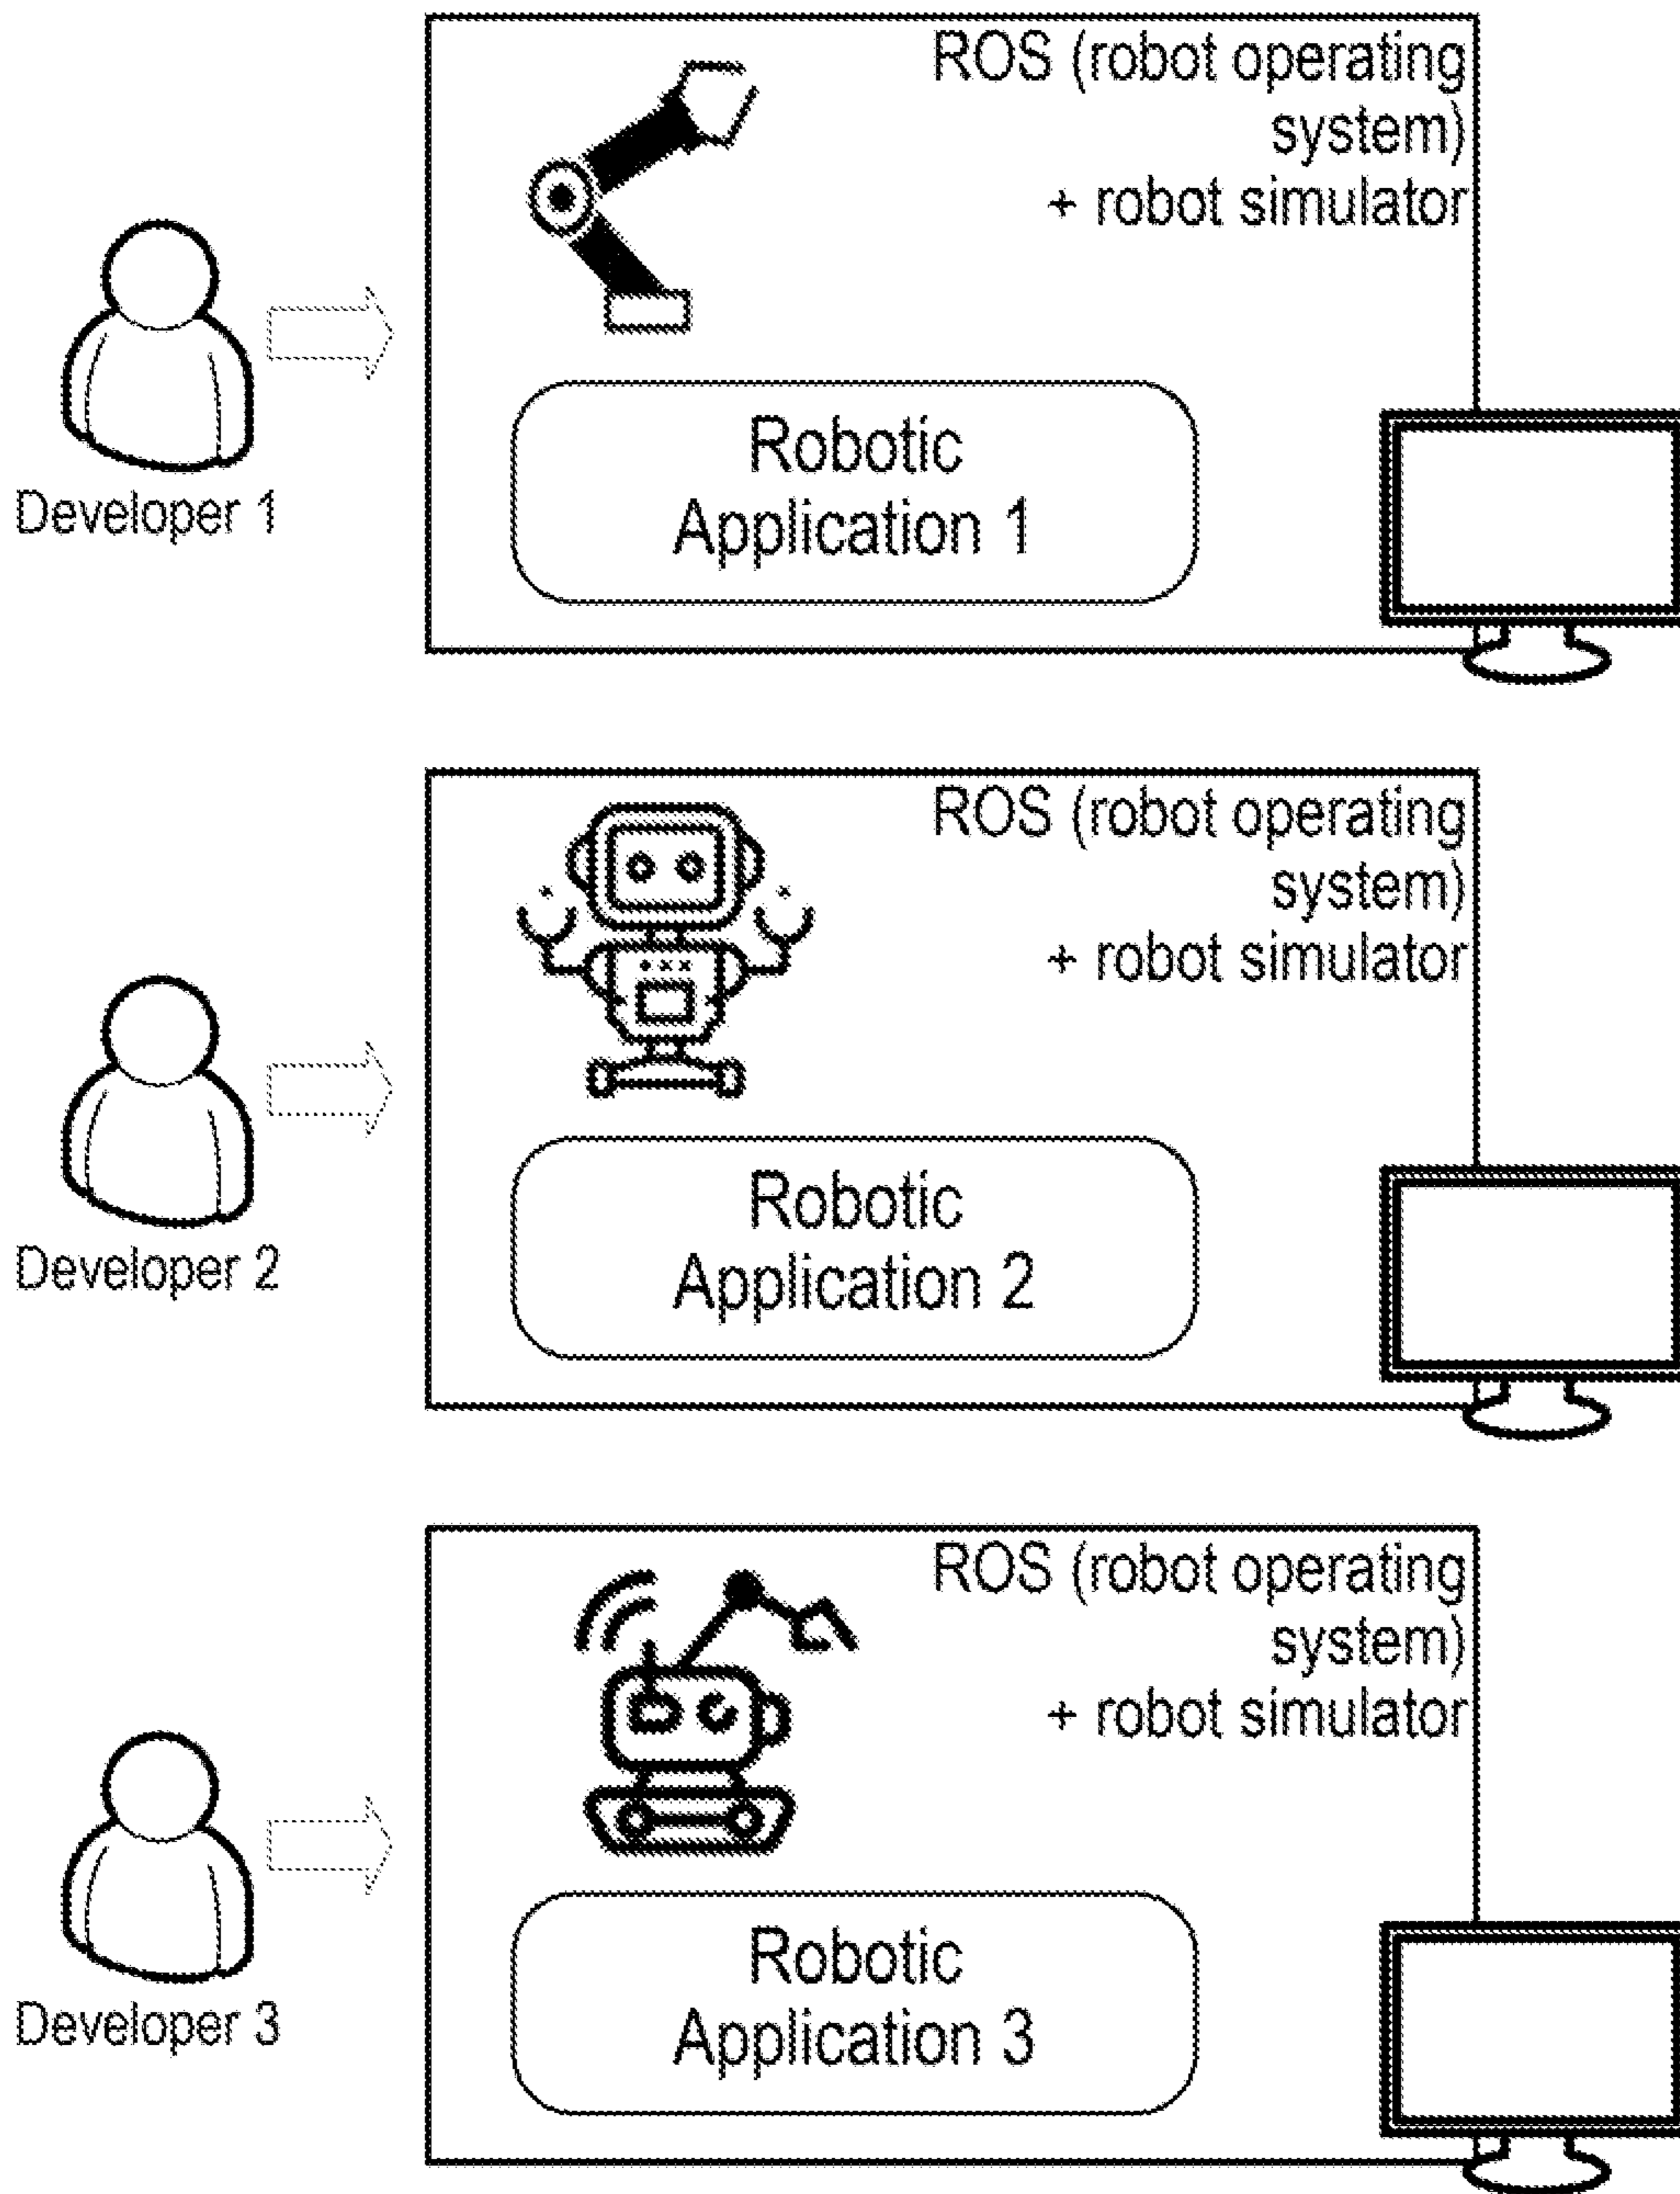 ROS (robot operating
system)
+ robot simulator
Robotic
Application 1
Developer 1
ROS (robot operating
system)
+ robot simulator
Robotic
Application 2
Developer 2
ROS (robot operating
system)
+ robot simulator
Robotic
Application 3
Developer 3